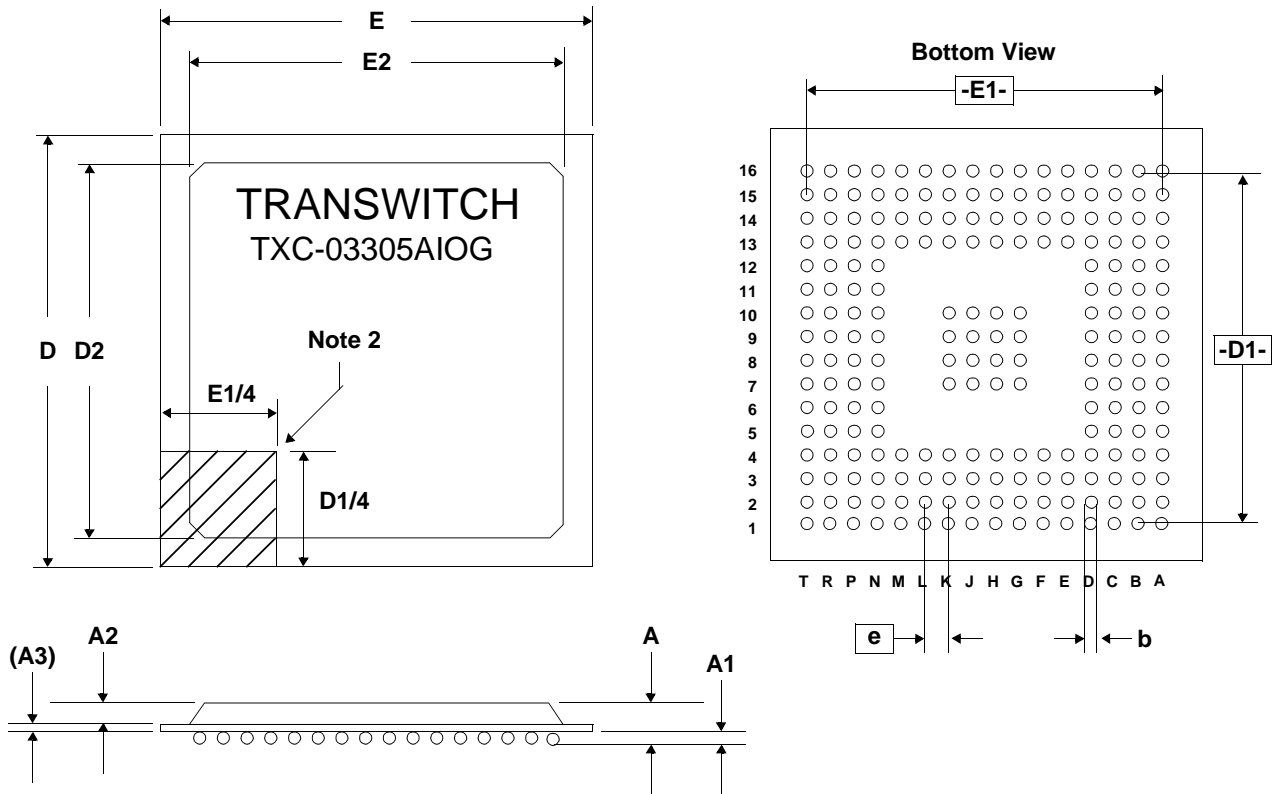 E
E2
TRANSWITCH
TXC-03305AIOG
D
D2
Note 2
E1/4
D1/4
Bottom View
-E1-
16
15
14
13
12
11
10
9
8
7
6
5
4
3
2
1
-D1-
T R P N M L K J H G F E D C B A
e
b
(A3)
A2
A
A1